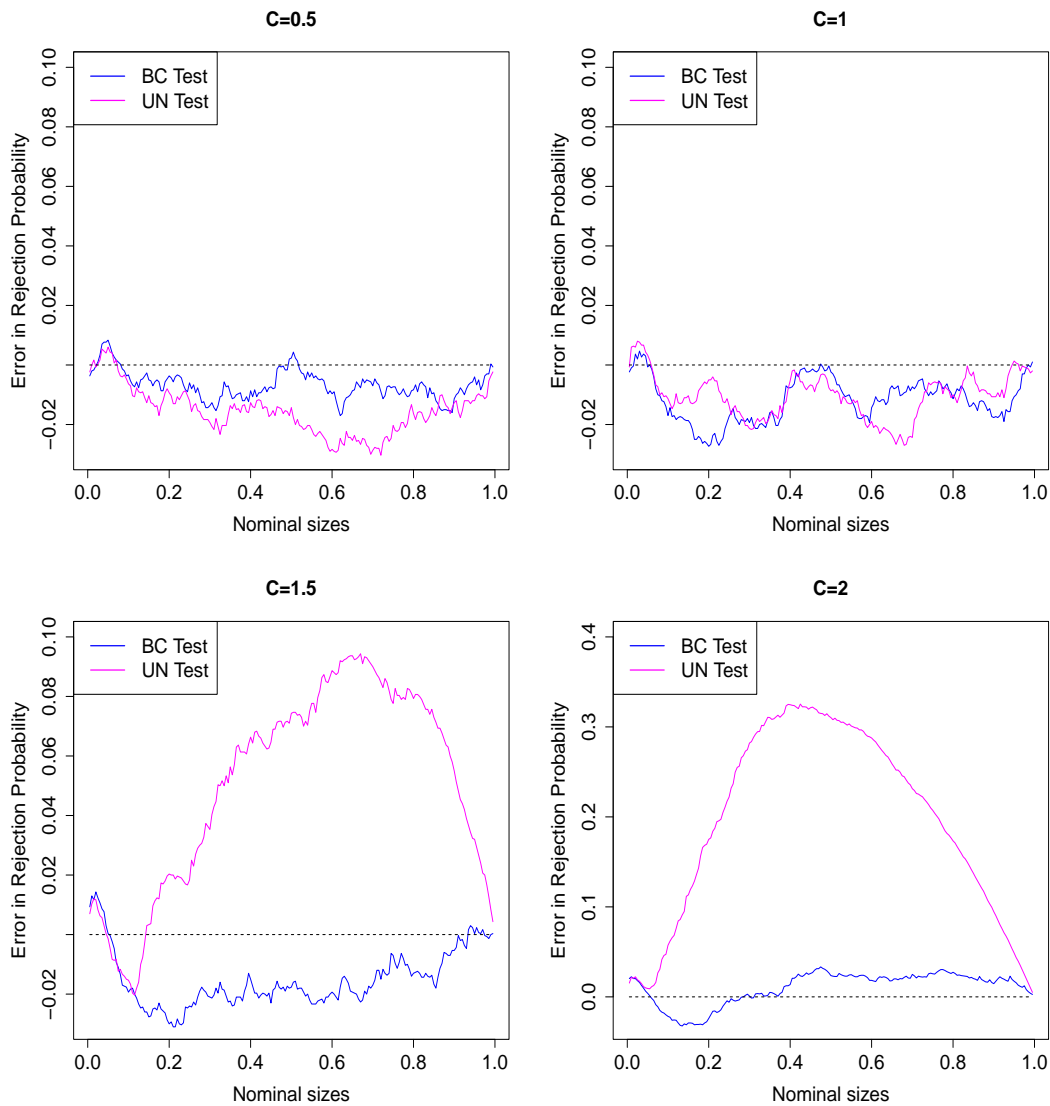 C=0.5
BC Test
UN Test
Error in Rejection Probability
−0.02 0.02 0.04 0.06 0.08 0.10
0.0 0.2 0.4 0.6 0.8 1.0
Nominal sizes
C=1
BC Test
UN Test
Error in Rejection Probability
−0.02 0.02 0.04 0.06 0.08 0.10
0.0 0.2 0.4 0.6 0.8 1.0
Nominal sizes
C=1.5
BC Test
UN Test
Error in Rejection Probability
−0.02 0.02 0.04 0.06 0.08 0.10
0.0 0.2 0.4 0.6 0.8 1.0
Nominal sizes
C=2
BC Test
UN Test
Error in Rejection Probability
0.0 0.1 0.2 0.3 0.4
0.0 0.2 0.4 0.6 0.8 1.0
Nominal sizes